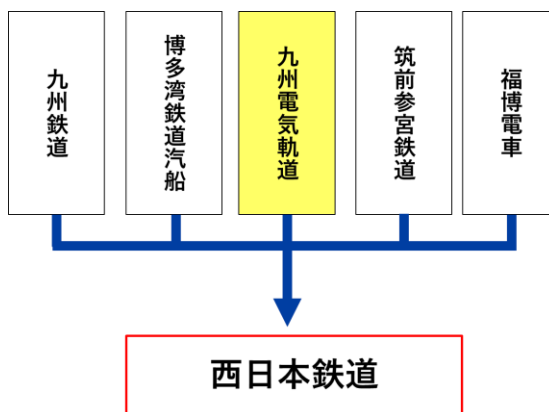 九州鉄道
博多湾鉄道汽船
九州電気軌道
筑前参宮鉄道
福博電車
西日本鉄道